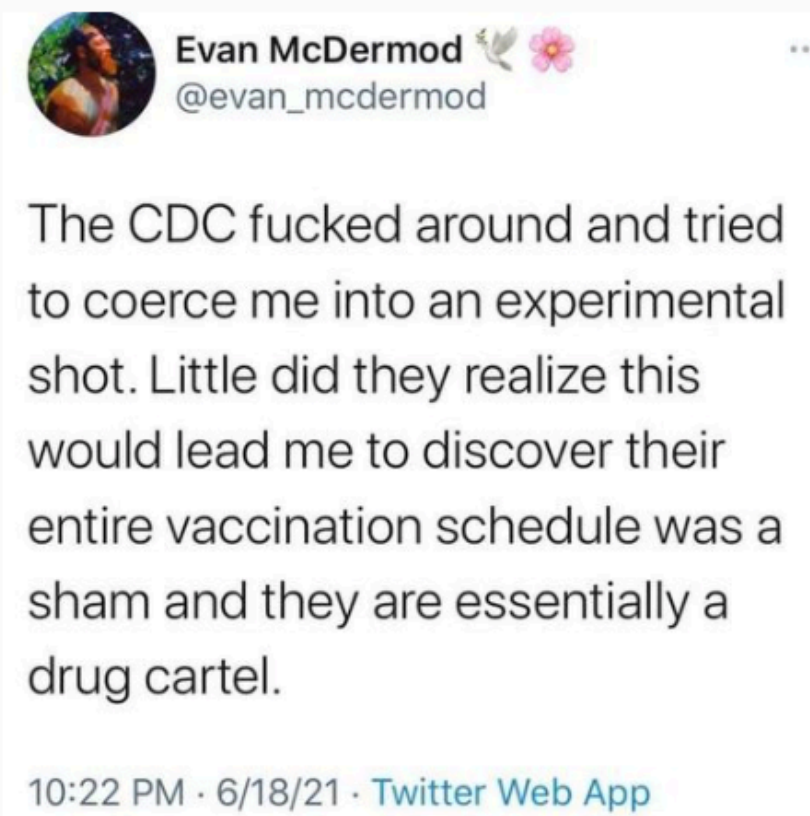 Evan McDermod 🕊️ 🌸
@evan_mcdermod
The CDC fucked around and tried
to coerce me into an experimental
shot. Little did they realize this
would lead me to discover their
entire vaccination schedule was a
sham and they are essentially a
drug cartel.
10:22 PM · 6/18/21 · Twitter Web App